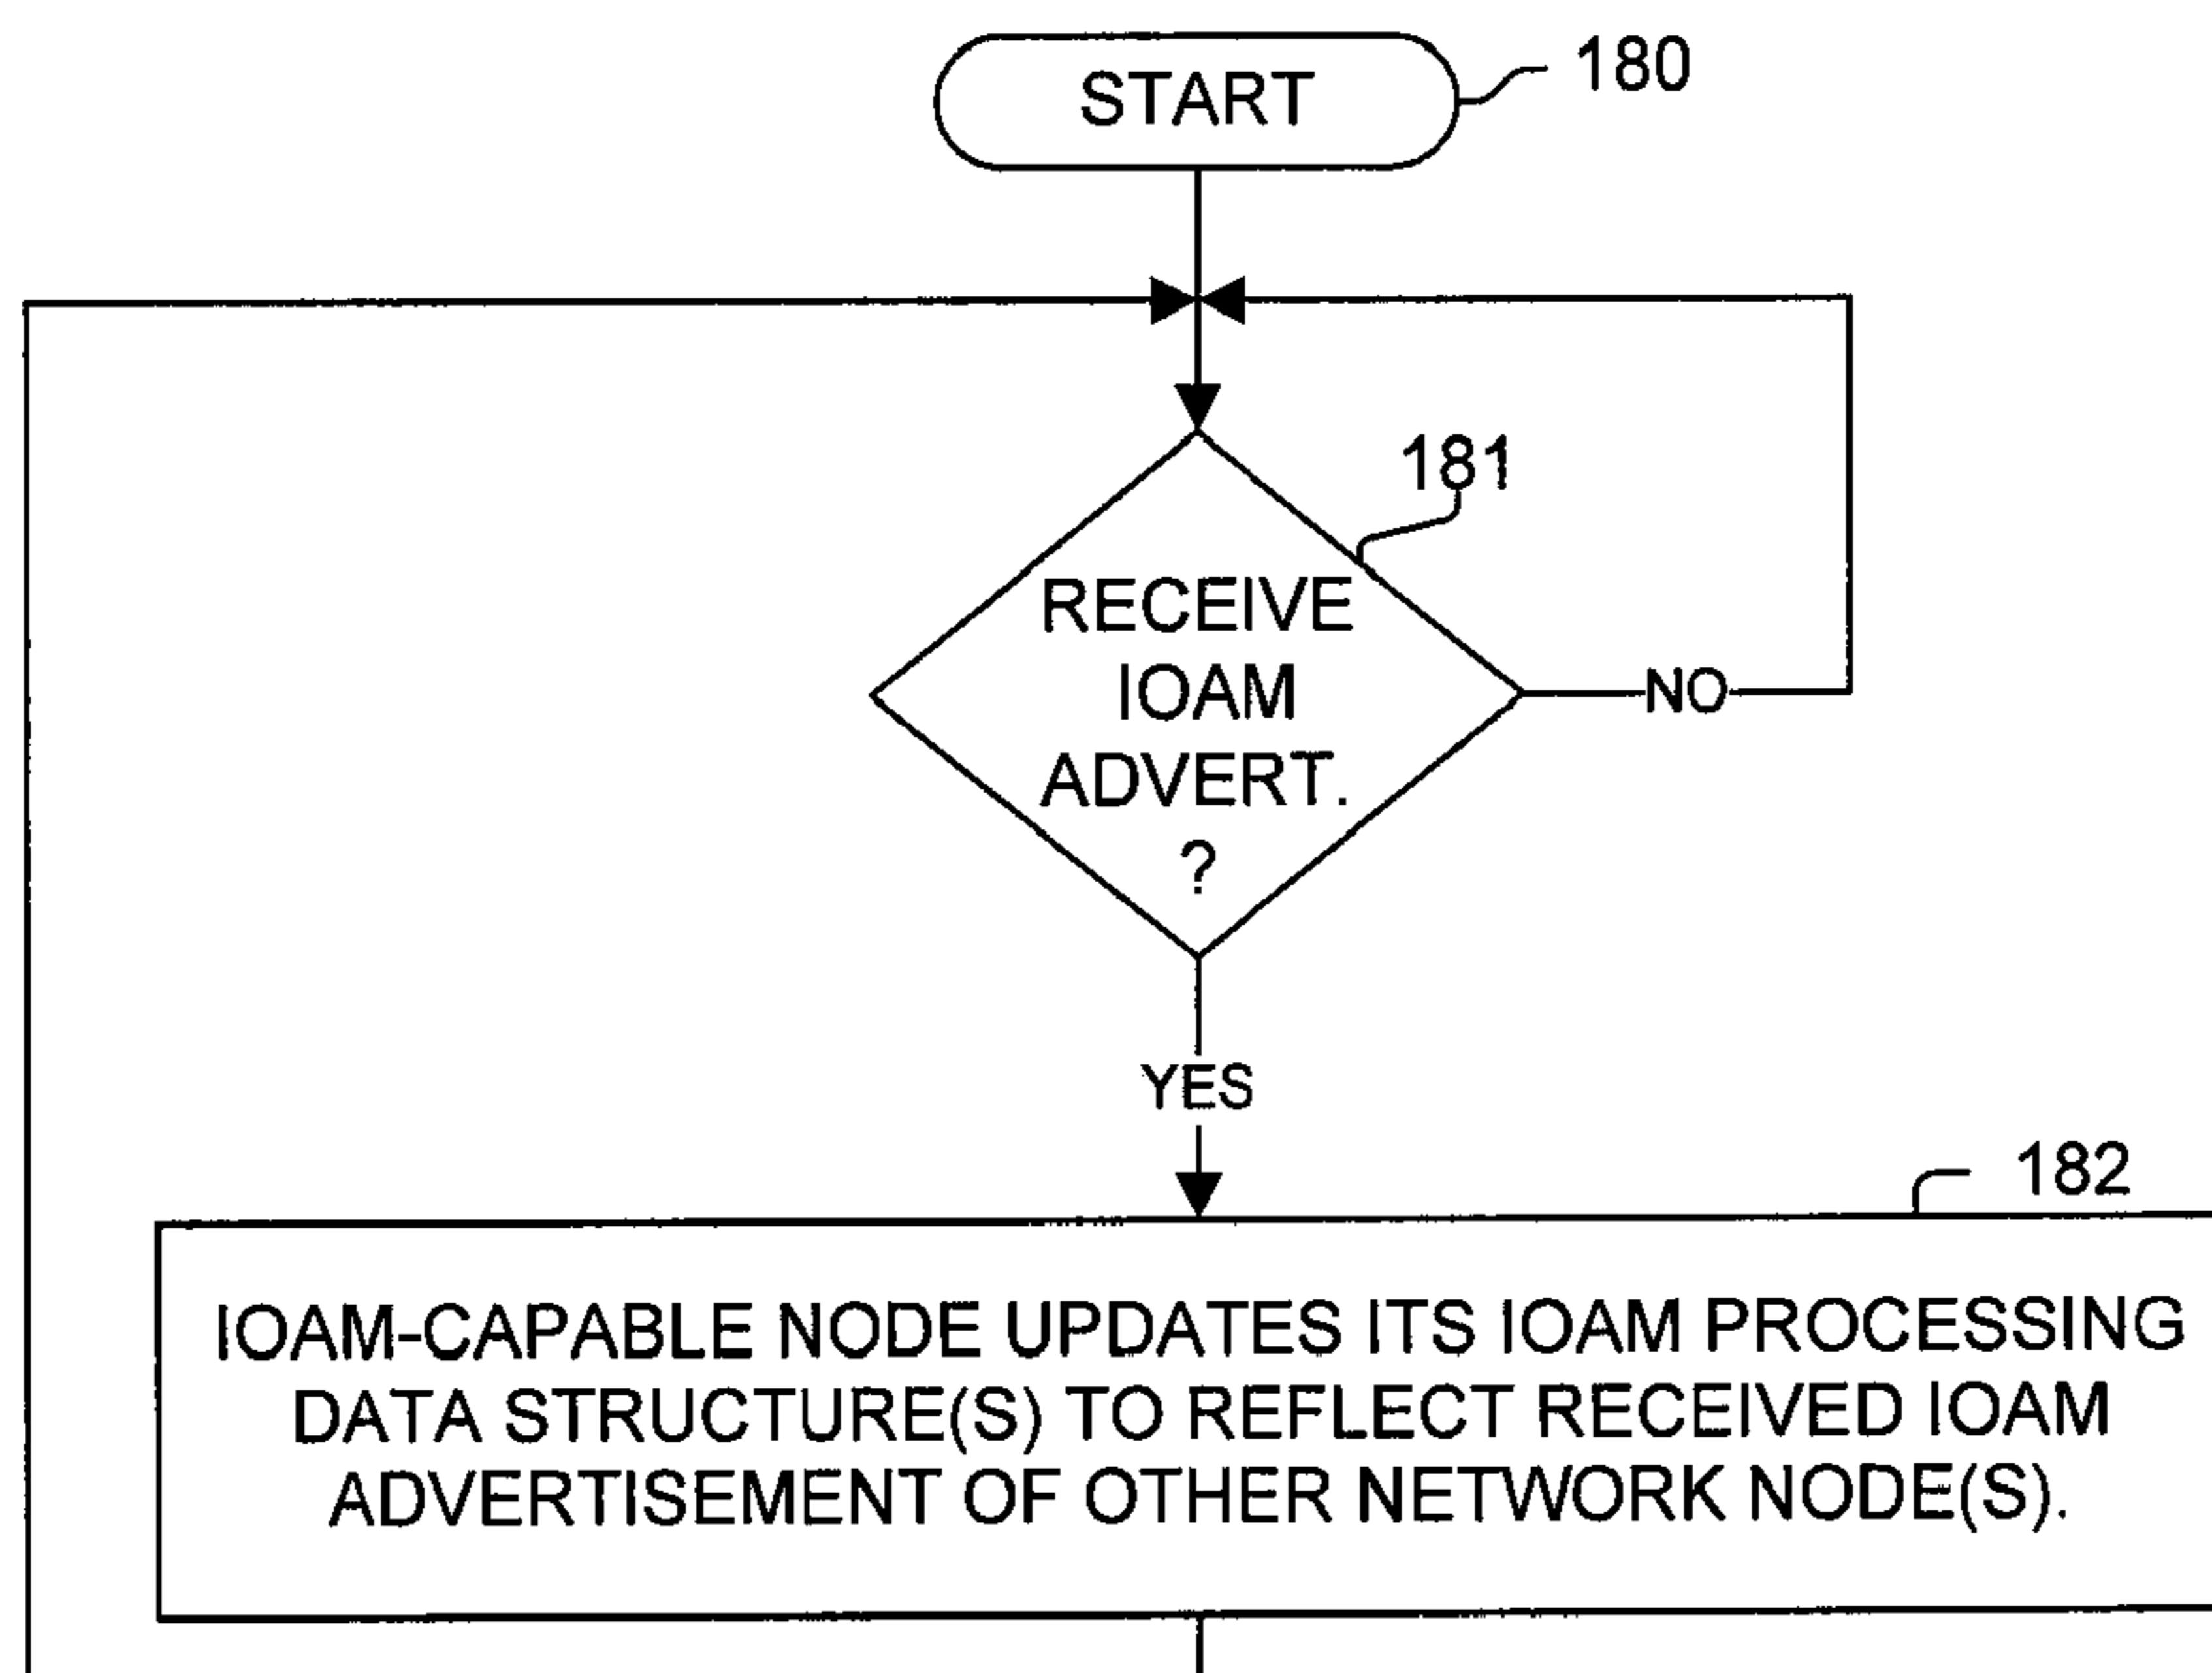 START
180
181
RECEIVE
IOAM
ADVERT.
?
NO
YES
182
IOAM-CAPABLE NODE UPDATES ITS IOAM PROCESSING
DATA STRUCTURE(S) TO REFLECT RECEIVED IOAM
ADVERTISEMENT OF OTHER NETWORK NODE(S).